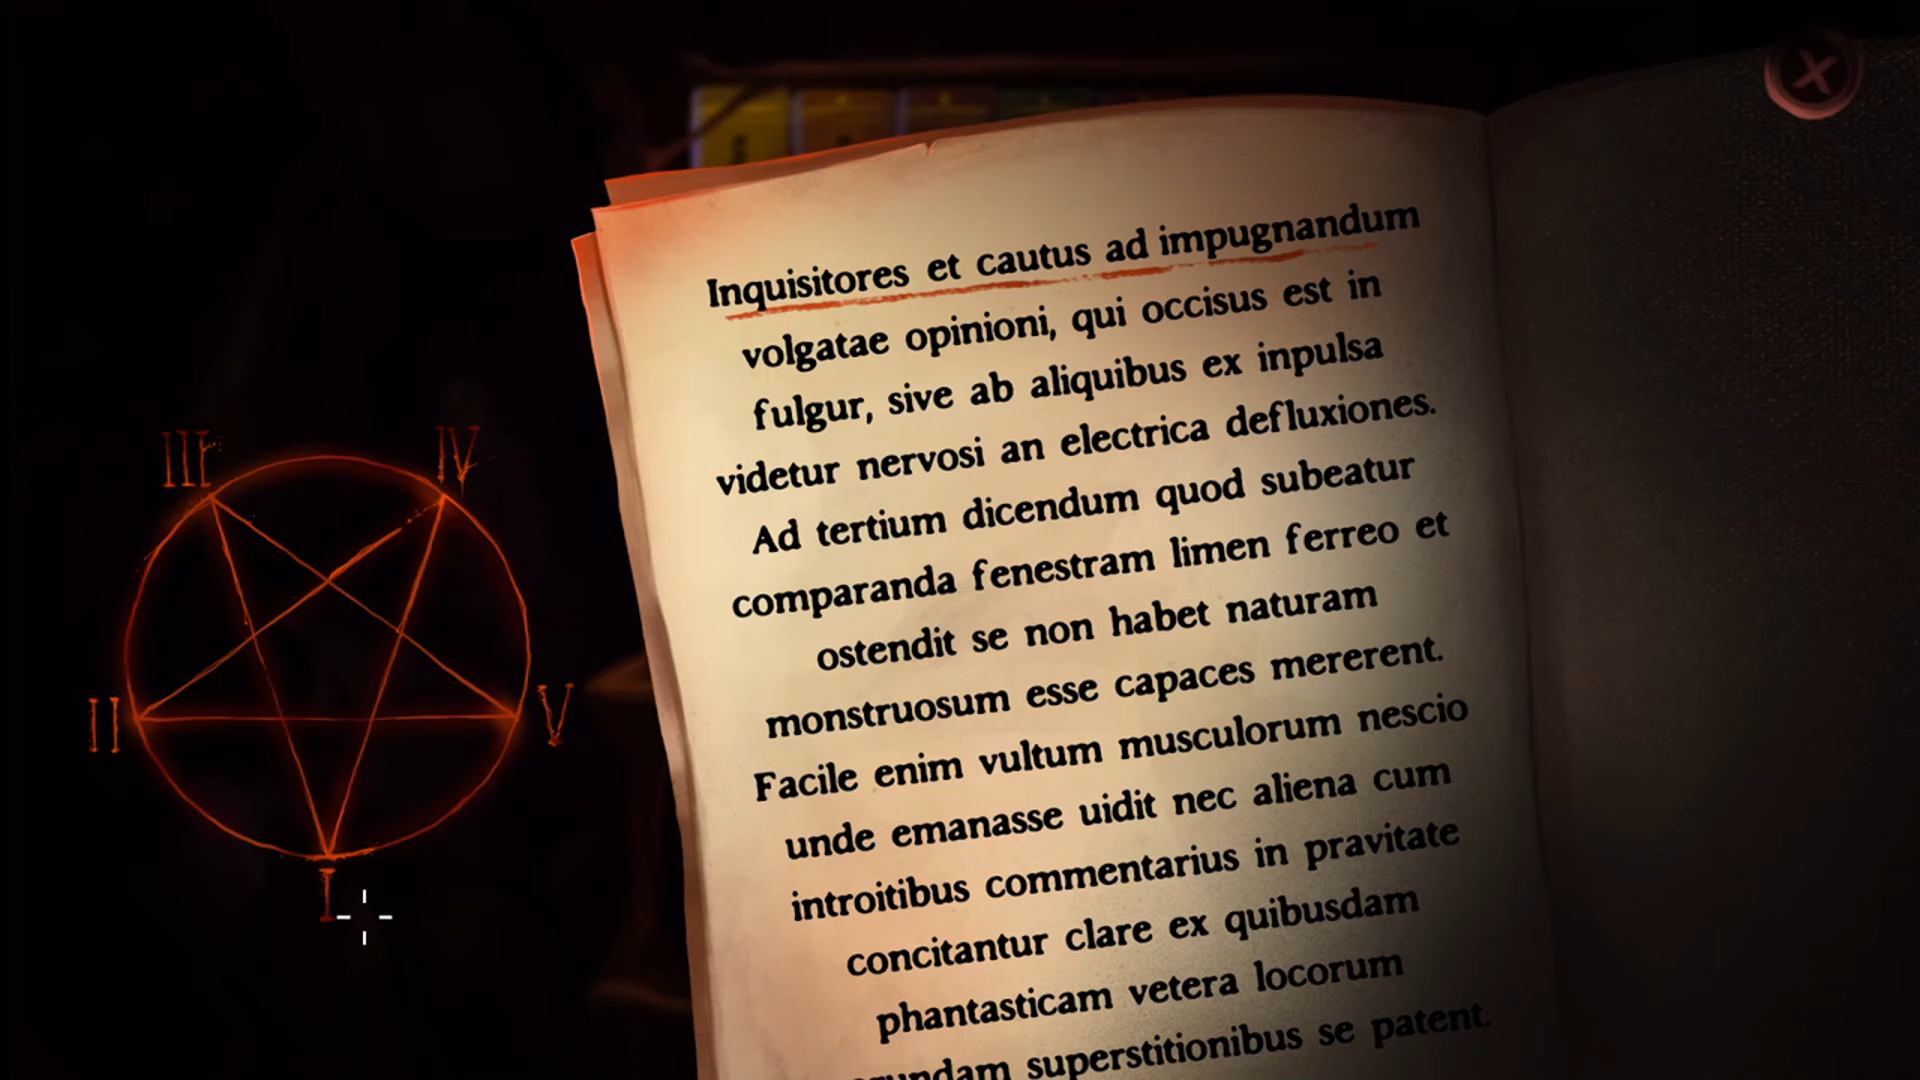 III
IV
II
V
I
Inquisitores et cautus ad impugnandum
volgatae opinioni, qui occisus est in
fulgur, sive ab aliquibus ex inpulsa
videtur nervosi an electrica defluxiones.
Ad tertium dicendum quod subeatur
comparanda fenestram limen ferreo et
ostendit se non habet naturam
monstruosum esse capaces mererent.
Facile enim vultum musculorum nescio
unde emanasse uidit nec aliena cum
introitibus commentarius in pravitate
concitantur clare ex quibusdam
phantasticam vetera locorum
superstitionibus se patent.